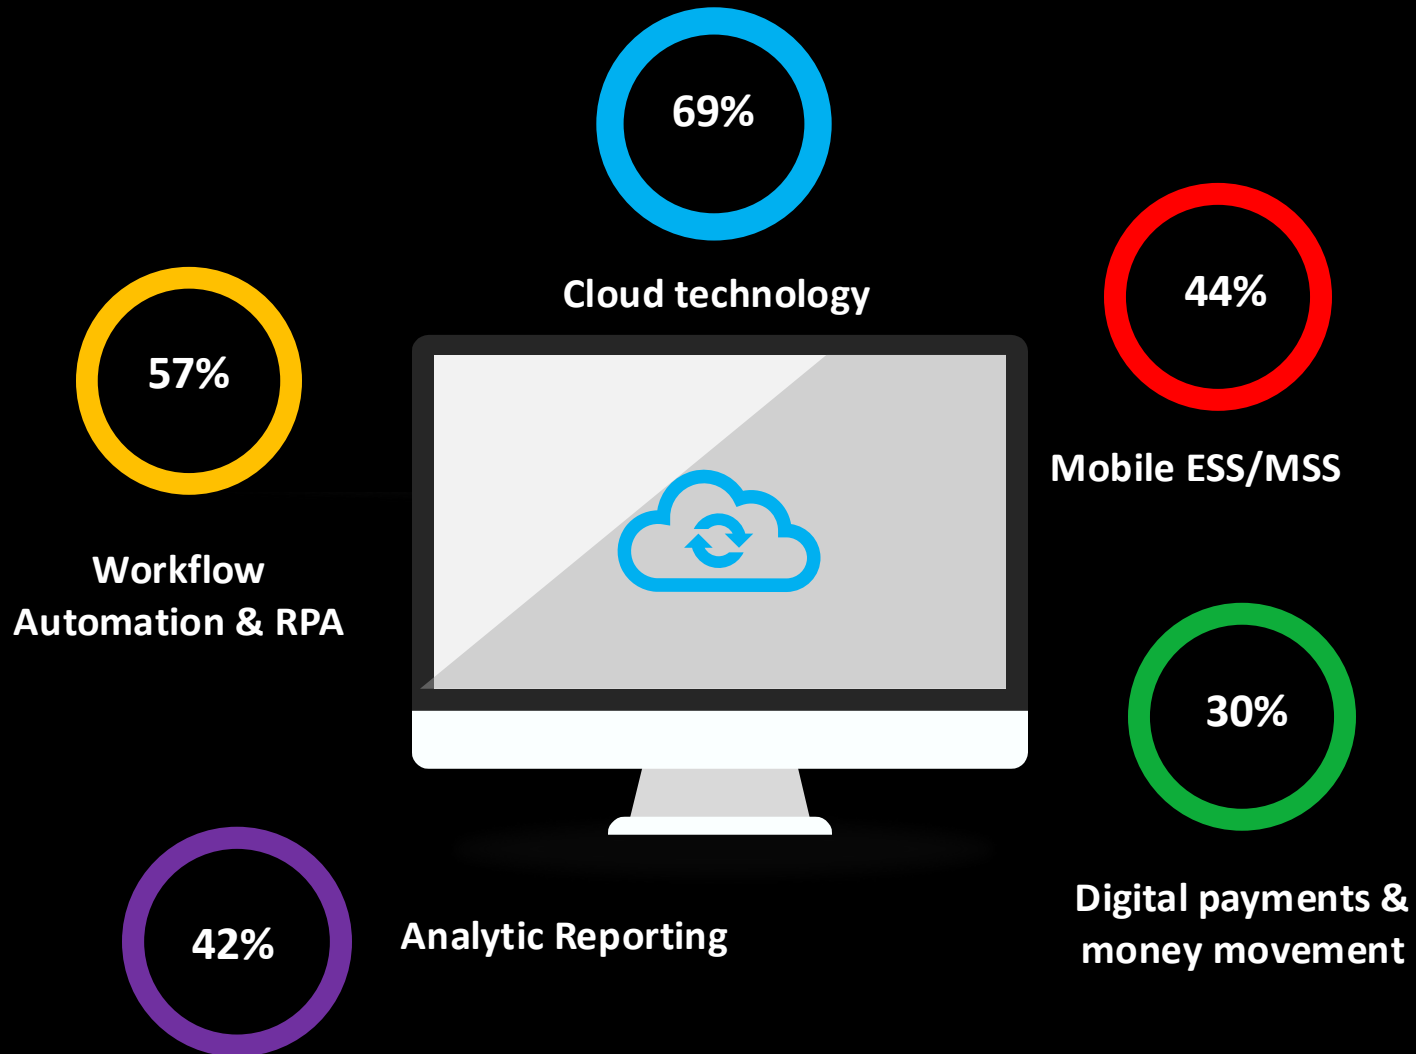 69%
Cloud technology
44%
Mobile ESS/MSS
57%
Workflow
Automation & RPA
30%
Digital payments &
money movement
42%
Analytic Reporting